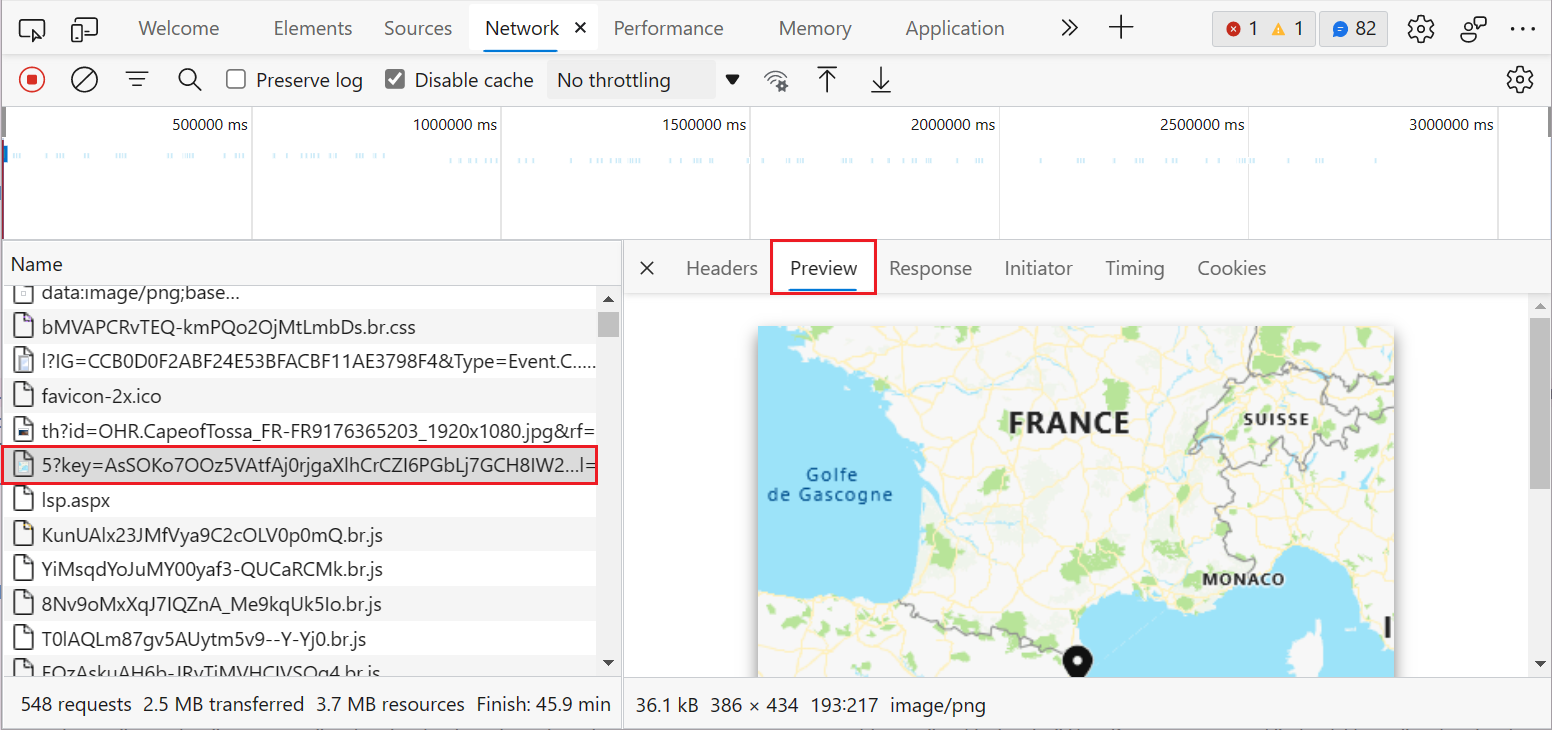 Welcome Elements Sources Network Performance Memory Application 1 1 82
Preserve log Disable cache No throttling
500000 ms 1000000 ms 1500000 ms 2000000 ms 2500000 ms 3000000 ms
Name
data:image/png;base...
bMVAPCRvTEQ-kmPQo2OjMtLmbDs.br.css
l?IG=CCB0D0F2ABF24E53BFACBF11AE3798F4&Type=Event.C.....
favicon-2x.ico
th?id=OHR.CapeofTossa_FR-FR9176365203_1920x1080.jpg&rf=
5?key=AsSOKo7OOz5VAtfAj0rjgaXlhCrCZI6PGbLj7GCH8IW2...l=
lsp.aspx
KunUAlx23JMfVya9C2cOLV0p0mQ.br.js
YiMsqdYoJuMY00yaf3-QUCaRCMk.br.js
8Nv9oMxXqJ7IQZnA_Me9kqUk5Io.br.js
T0lAQLm87gv5AUytm5v9--Y-Yj0.br.js
548 requests 2.5 MB transferred 3.7 MB resources Finish: 45.9 min
Headers Preview Response Initiator Timing Cookies
FRANCE
SUISSE
Golfe
de Gascogne
MONACO
36.1 kB 386 × 434 193:217 image/png